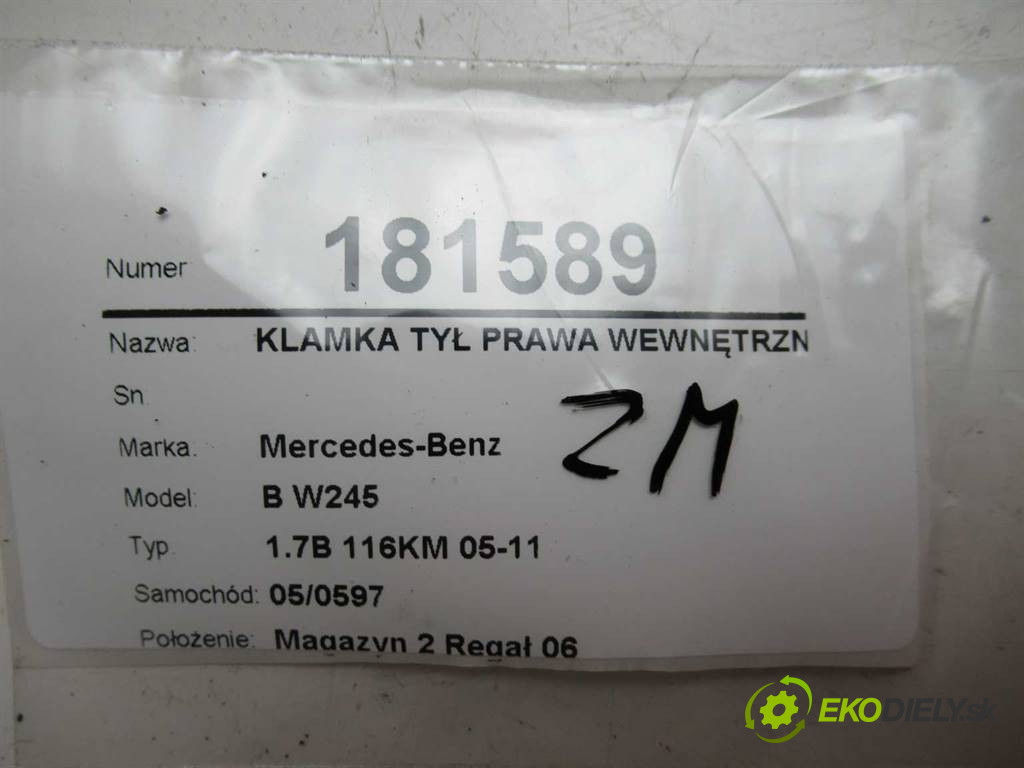 Numer 181589
Nazwa: KLAMKA TYŁ PRAWA WEWNĘTRZN
Sn
ZM
Marka: Mercedes-Benz
Model: B W245
Typ 1.7B 116KM 05-11
Samochód: 05/0597
Położenie: Magazyn 2 Regał 06
EKODIELY.sk